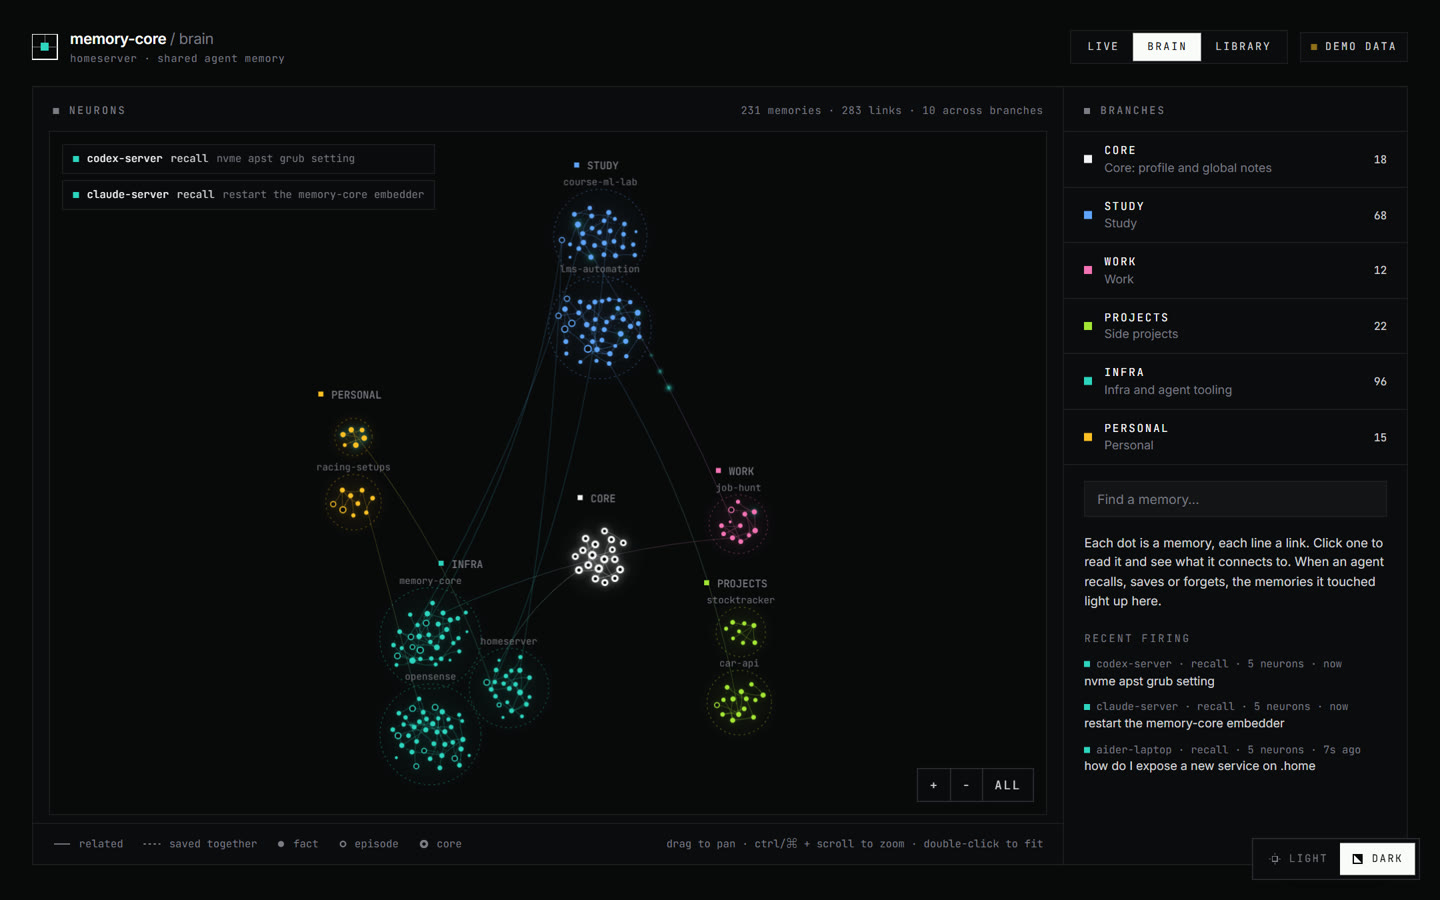 memory-core / brain
homeserver · shared agent memory
LIVE
BRAIN
LIBRARY
DEMO DATA
NEURONS
231 memories · 283 links · 10 across branches
codex-server recall nvme apst grub setting
claude-server recall restart the memory-core embedder
STUDY
course-ml-lab
lms-automation
PERSONAL
racing-setups
WORK
job-hunt
CORE
INFRA
memory-core
homeserver
opensense
PROJECTS
stocktracker
car-api
+
-
ALL
related
saved together
fact
episode
core
drag to pan · ctrl/⌘ + scroll to zoom · double-click to fit
BRANCHES
CORE
Core: profile and global notes
18
STUDY
Study
68
WORK
Work
12
PROJECTS
Side projects
22
INFRA
Infra and agent tooling
96
PERSONAL
Personal
15
Find a memory...
Each dot is a memory, each line a link. Click one to
read it and see what it connects to. When an agent
recalls, saves or forgets, the memories it touched
light up here.
RECENT FIRING
codex-server · recall · 5 neurons · now
nvme apst grub setting
claude-server · recall · 5 neurons · now
restart the memory-core embedder
aider-laptop · recall · 5 neurons · 7s ago
how do I expose a new service on .home
LIGHT
DARK